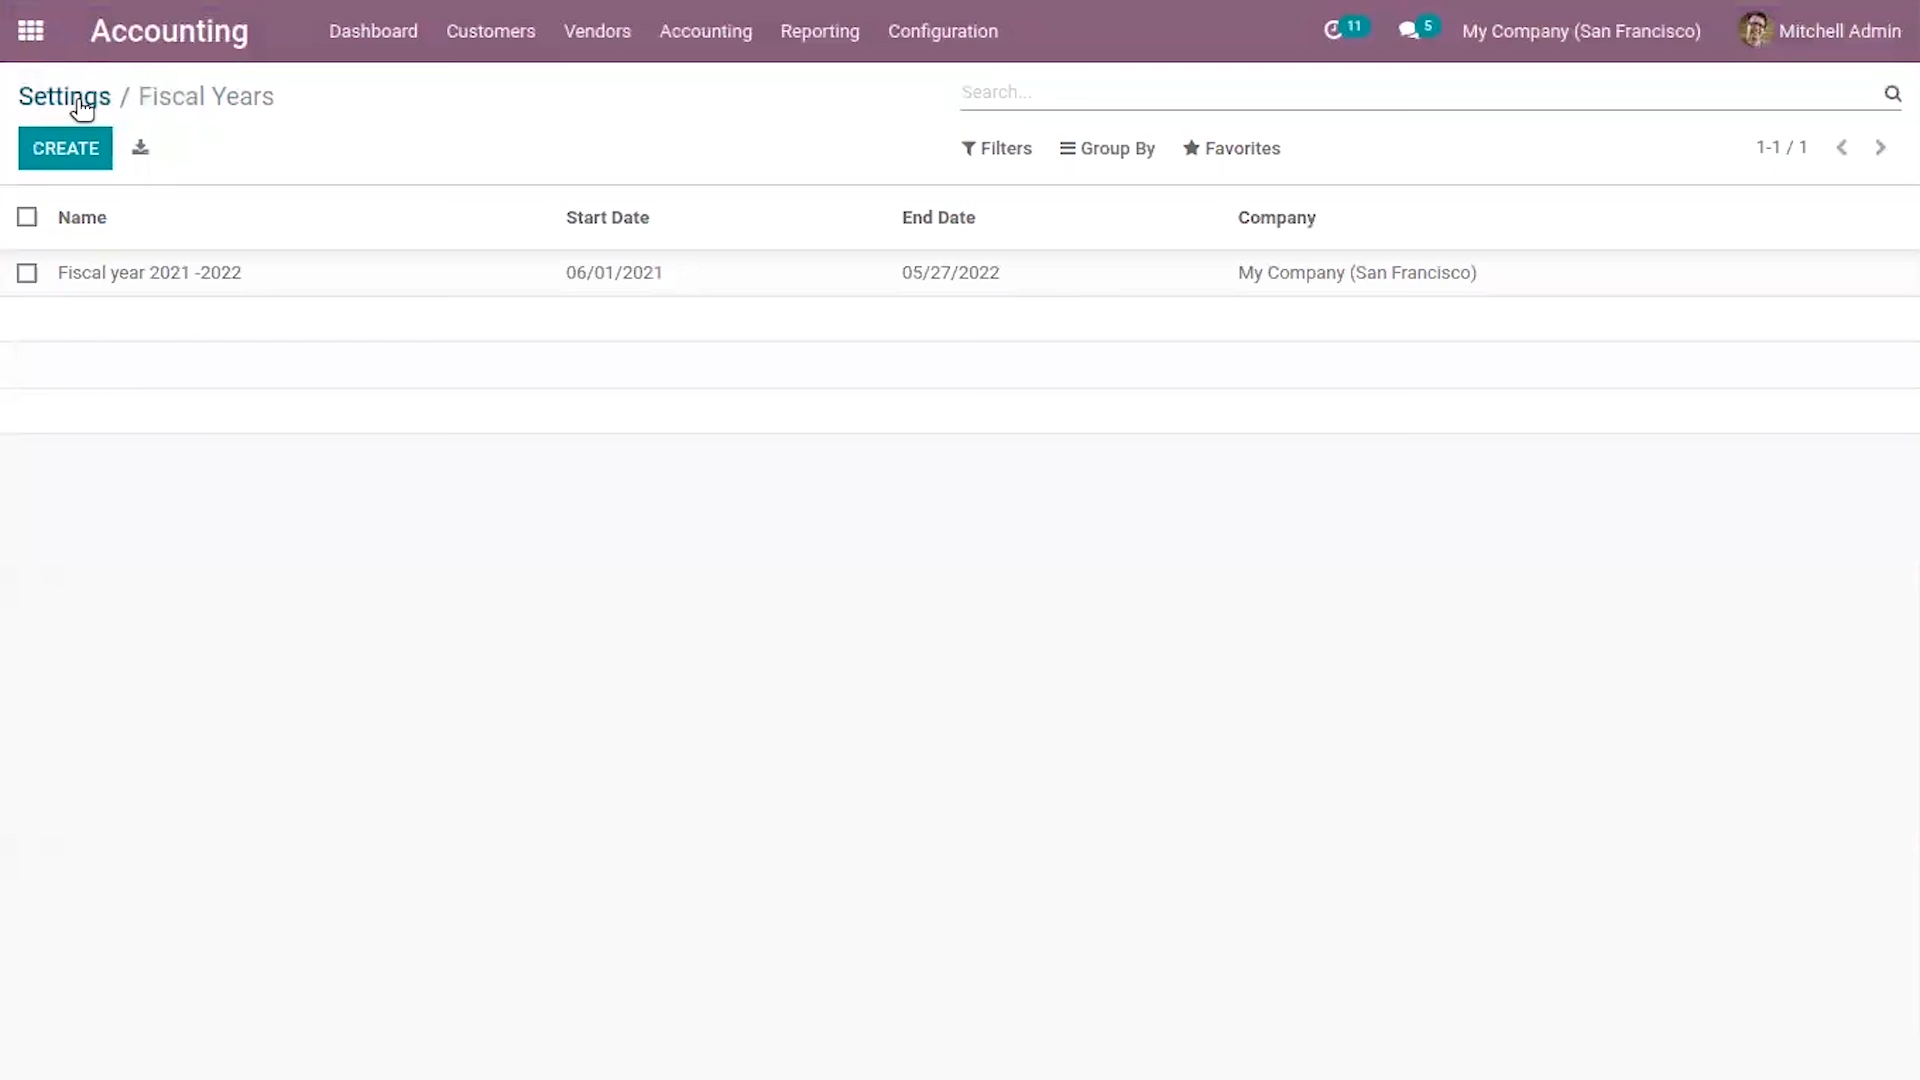 Accounting Dashboard Customers Vendors Accounting Reporting Configuration 11 5 My Company (San Francisco) Mitchell Admin
Settings / Fiscal Years Search...
CREATE Filters Group By Favorites 1-1 / 1
Name Start Date End Date Company
Fiscal year 2021 -2022 06/01/2021 05/27/2022 My Company (San Francisco)